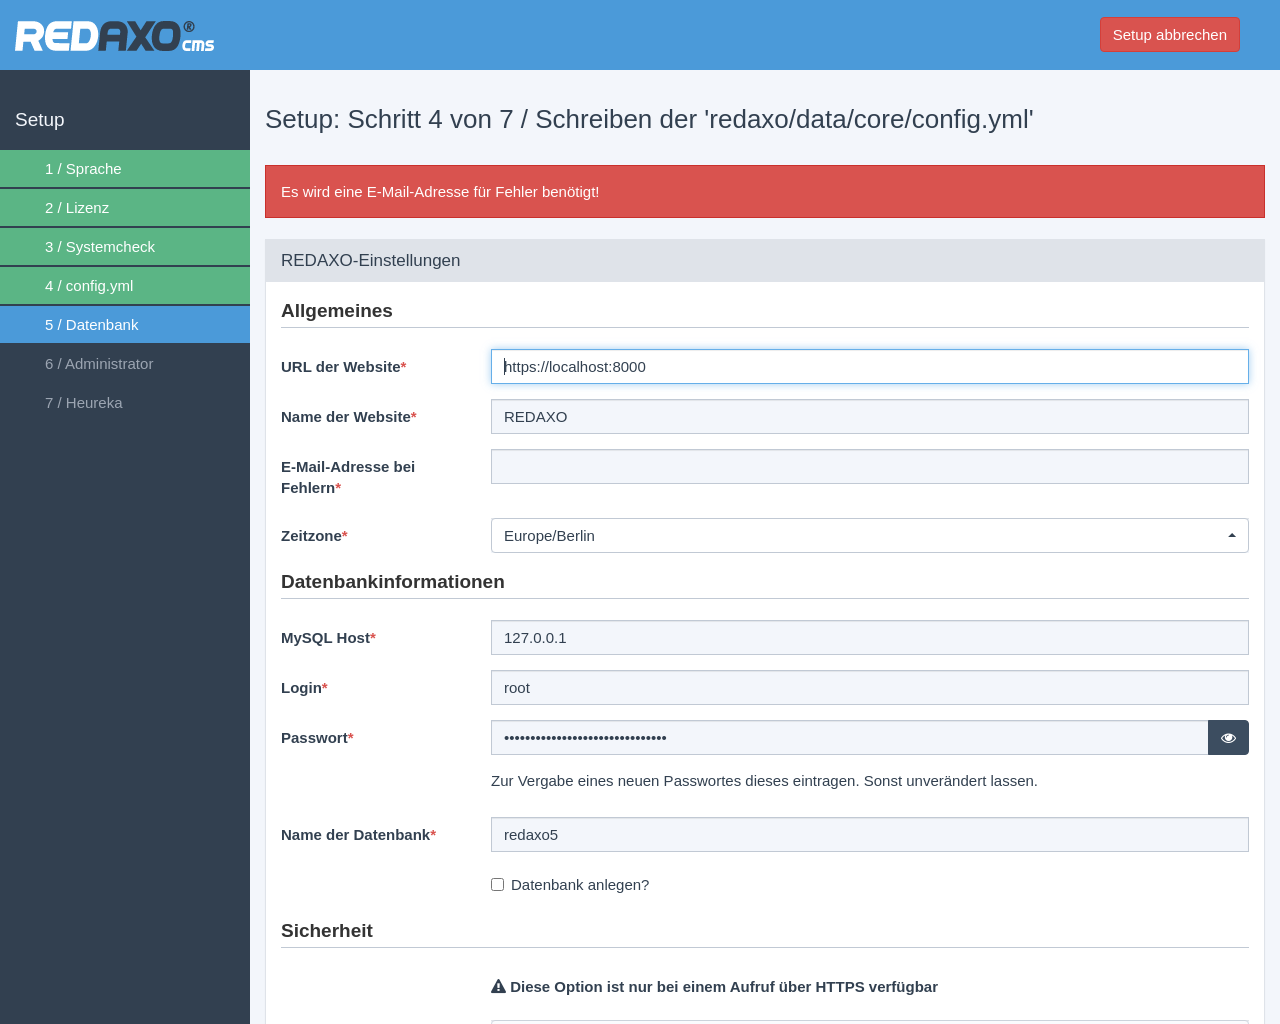 REDAXO® cms
Setup abbrechen
Setup
1 / Sprache
2 / Lizenz
3 / Systemcheck
4 / config.yml
5 / Datenbank
6 / Administrator
7 / Heureka
Setup: Schritt 4 von 7 / Schreiben der 'redaxo/data/core/config.yml'
Es wird eine E-Mail-Adresse für Fehler benötigt!
REDAXO-Einstellungen
Allgemeines
URL der Website*
https://localhost:8000
Name der Website*
REDAXO
E-Mail-Adresse bei
Fehlern*
Zeitzone*
Europe/Berlin
Datenbankinformationen
MySQL Host*
127.0.0.1
Login*
root
Passwort*
•••••••••••••••••••••••••••••••
Zur Vergabe eines neuen Passwortes dieses eintragen. Sonst unverändert lassen.
Name der Datenbank*
redaxo5
Datenbank anlegen?
Sicherheit
Diese Option ist nur bei einem Aufruf über HTTPS verfügbar